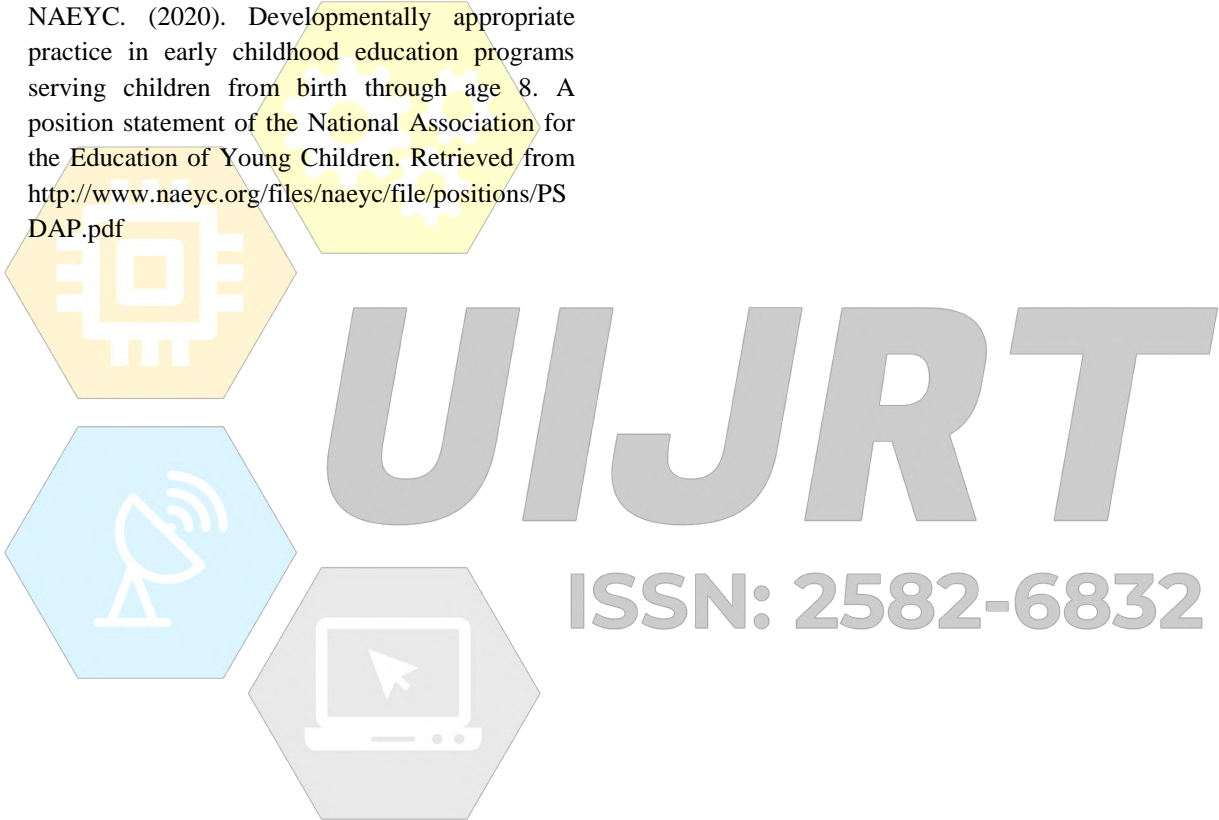 NAEYC. (2020). Developmentally appropriate
practice in early childhood education programs
serving children from birth through age 8. A
position statement of the National Association for
the Education of Young Children. Retrieved from
http://www.naeyc.org/files/naeyc/file/positions/PS
DAP.pdf
UIJRT
ISSN: 2582-6832